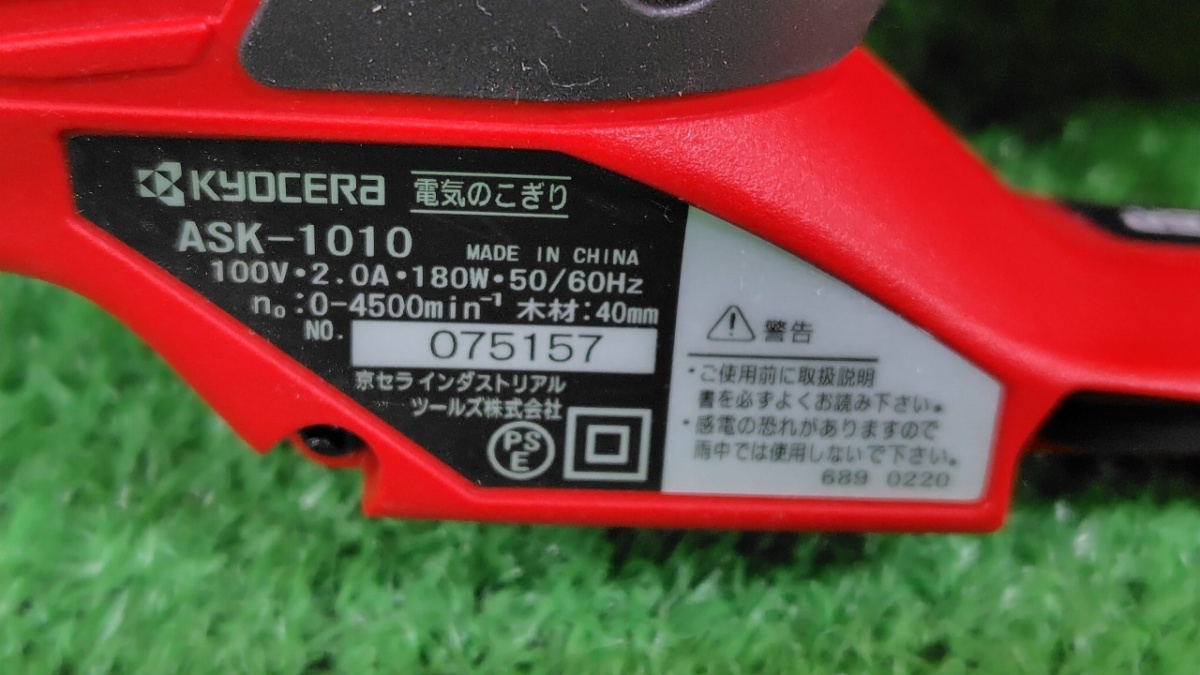 KYOCERA 電気のこぎり
ASK-1010 MADE IN CHINA
100V・2.0A・180W・50/60Hz
n₀:0-4500min⁻¹ 木材:40mm
NO. 075157
京セラ インダストリアル
ツールズ株式会社
PSE
警告
・ご使用前に取扱説明
書を必ずよくお読み下さい。
・感電の恐れがありますので
雨中では使用しないで下さい。
689 0220